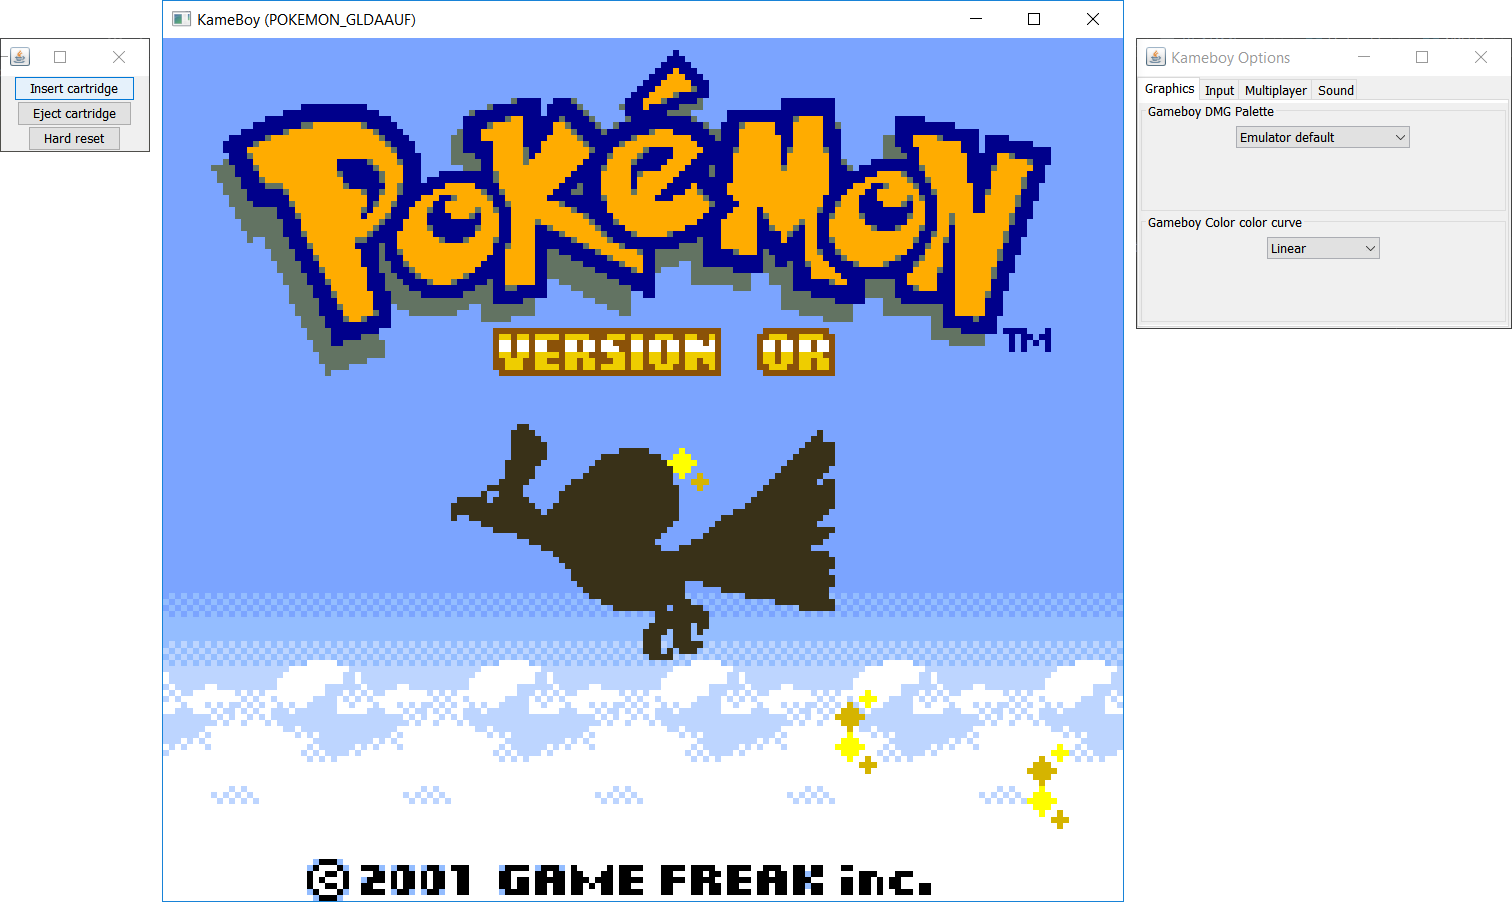 KameBoy (POKEMON_GLDAAUF)
Insert cartridge
Eject cartridge
Hard reset
POKéMON
TM
VERSION OR
©2001 GAME FREAK inc.
Kameboy Options
Graphics Input Multiplayer Sound
Gameboy DMG Palette
Emulator default
Gameboy Color color curve
Linear